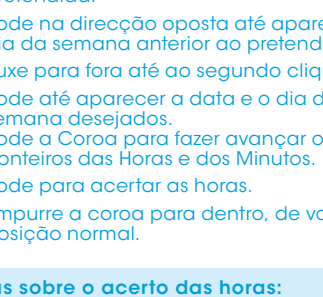 ode na direcção oposta até apare
ia da semana anterior ao pretend
uxe para fora até ao segundo cliq
ode até aparecer a data e o dia d
emana desejados.
ode a Coroa para fazer avançar o
onteiros das Horas e dos Minutos.
ode para acertar as horas.
mpurre a coroa para dentro, de vo
osição normal.
as sobre o acerto das horas: